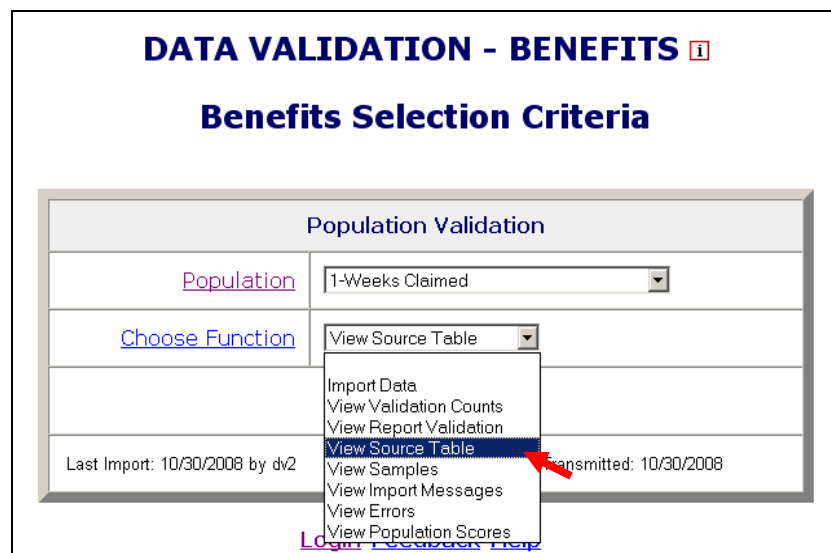 DATA VALIDATION - BENEFITS i
Benefits Selection Criteria
Population Validation
Population 1-Weeks Claimed
Choose Function View Source Table
Import Data
View Validation Counts
View Report Validation
View Source Table
View Samples
View Import Messages
View Errors
View Population Scores
Last Import: 10/30/2008 by dv2 Transmitted: 10/30/2008
Login Feedback Help